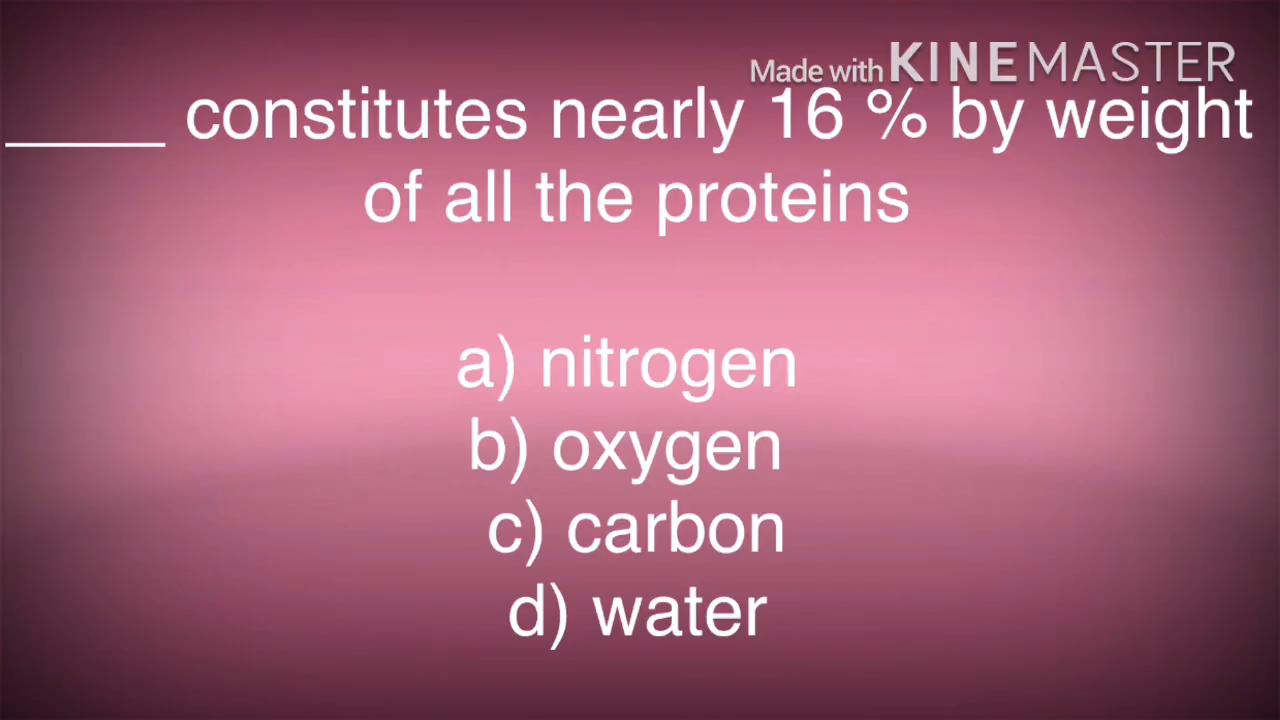 Made with KINEMASTER
_____ constitutes nearly 16 % by weight
of all the proteins
a) nitrogen
b) oxygen
c) carbon
d) water